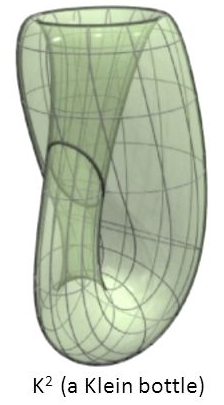 K² (a Klein bottle)